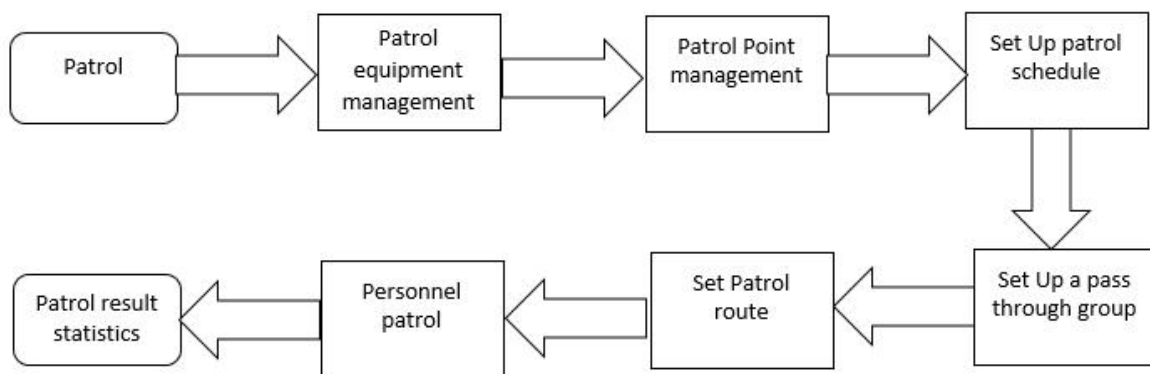 Patrol
Patrol
equipment
management
Patrol Point
management
Set Up patrol
schedule
Set Up a pass
through group
Set Patrol
route
Personnel
patrol
Patrol result
statistics